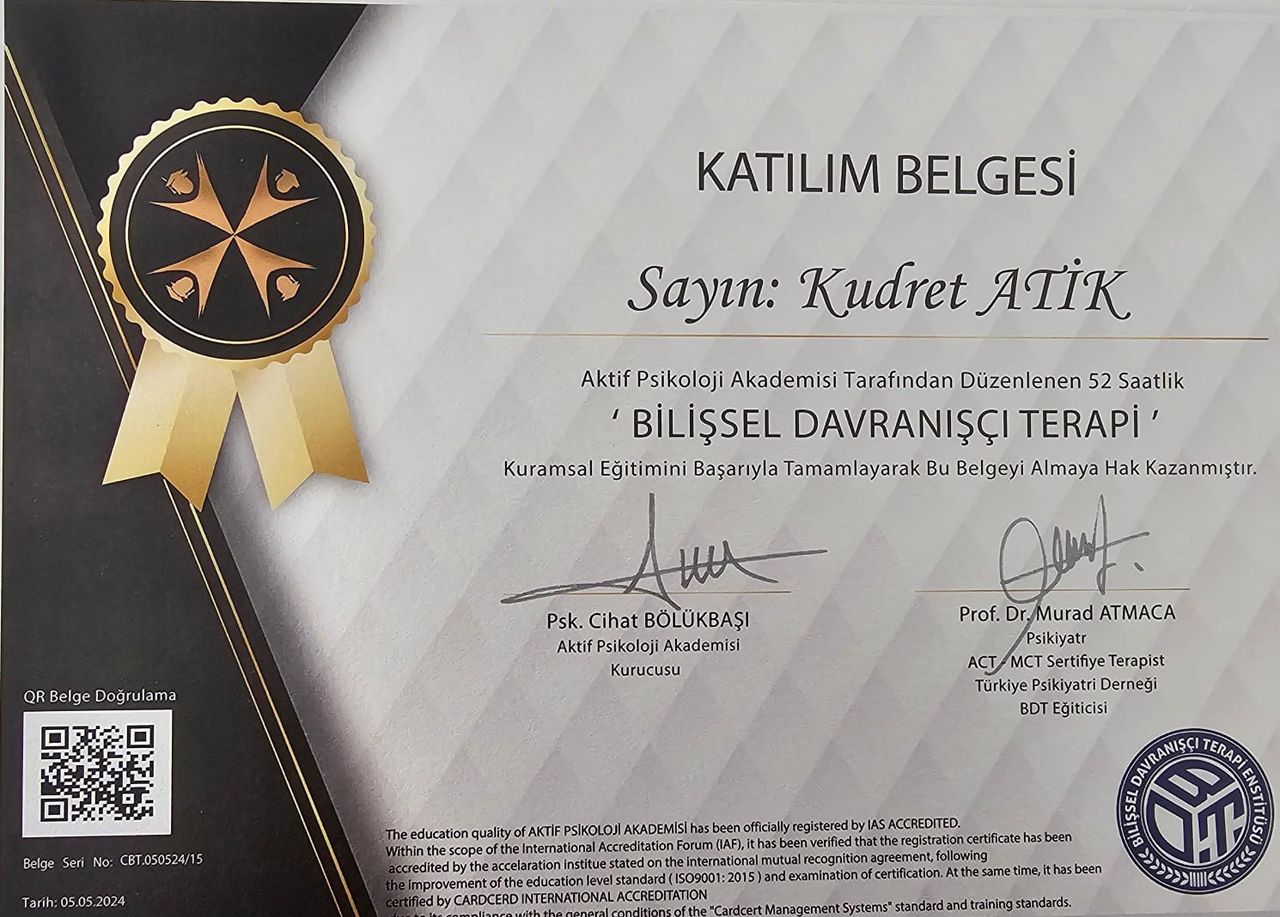 KATILIM BELGESİ
Sayın: Kudret ATİK
Aktif Psikoloji Akademisi Tarafından Düzenlenen 52 Saatlik
‘ BİLİŞSEL DAVRANIŞÇI TERAPİ ’
Kuramsal Eğitimini Başarıyla Tamamlayarak Bu Belgeyi Almaya Hak Kazanmıştır.
Psk. Cihat BÖLÜKBAŞI
Aktif Psikoloji Akademisi
Kurucusu
Prof. Dr. Murad ATMACA
Psikiyatr
ACT - MCT Sertifiye Terapist
Türkiye Psikiyatri Derneği
BDT Eğiticisi
QR Belge Doğrulama
Belge Seri No: CBT.050524/15
Tarih: 05.05.2024
The education quality of AKTİF PSİKOLOJİ AKADEMİSİ has been officially registered by IAS ACCREDITED.
Within the scope of the International Accreditation Forum (IAF), it has been verified that the registration certificate has been
accredited by the accelaration institue stated on the international mutual recognition agreement, following
the improvement of the education level standard ( ISO9001: 2015 ) and examination of certification. At the same time, it has been
certified by CARDCERD INTERNATIONAL ACCREDITATION
due to its compliance with the general conditions of the "Cardcert Management Systems" standard and training standards.
BİLİŞSEL DAVRANIŞÇI TERAPİ ENSTİTÜSÜ
BDT